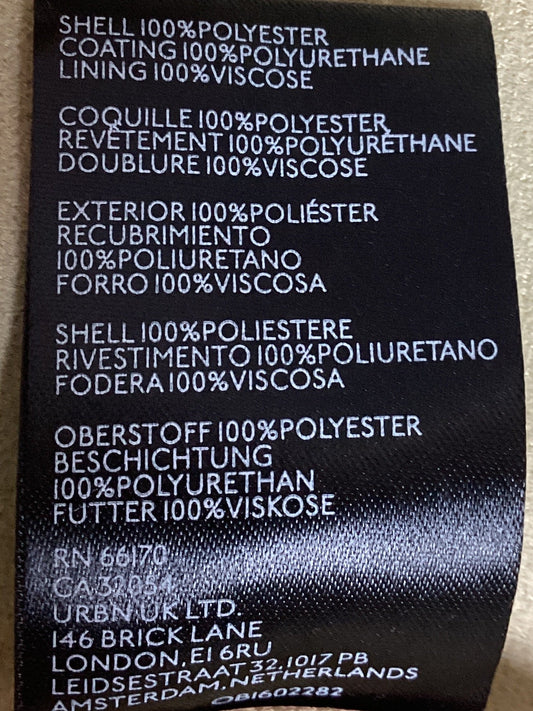 SHELL 100%POLYESTER
COATING 100%POLYURETHANE
LINING 100%VISCOSE
COQUILLE 100%POLYESTER
REVÊTEMENT 100%POLYURÉTHANE
DOUBLURE 100%VISCOSE
EXTERIOR 100%POLIÉSTER
RECUBRIMIENTO
100%POLIURETANO
FORRO 100%VISCOSA
SHELL 100%POLIESTERE
RIVESTIMENTO 100%POLIURETANO
FODERA 100%VISCOSA
OBERSTOFF 100%POLYESTER
BESCHICHTUNG
100%POLYURETHAN
FUTTER 100%VISKOSE
RN 66170
CA 32054
URBN UK LTD.
146 BRICK LANE
LONDON, E1 6RU
LEIDSESTRAAT 32,1017 PB
AMSTERDAM, NETHERLANDS
OB1602282